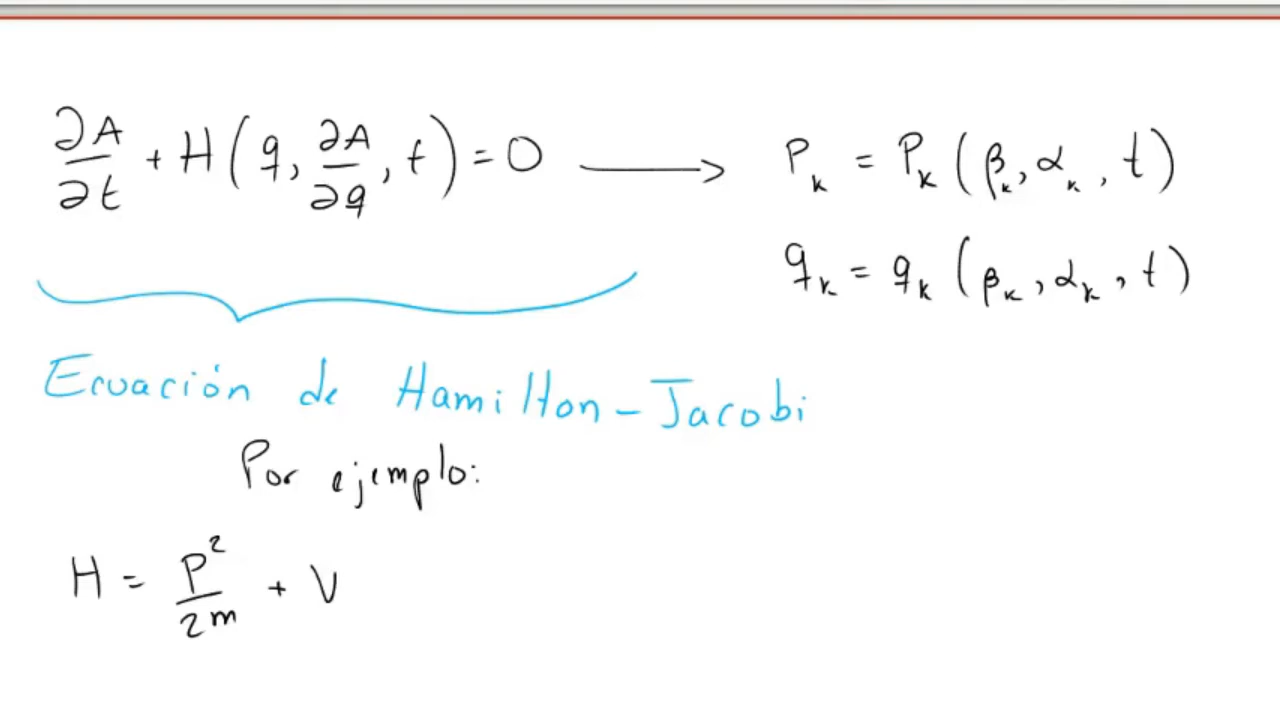 ∂A/∂t + H(q, ∂A/∂q, t) = 0 ⟶ P_k = P_k (β_k, α_k, t)
q_k = q_k (β_k, α_k, t)
Ecuación de Hamilton-Jacobi
Por ejemplo:
H = P²/2m + V